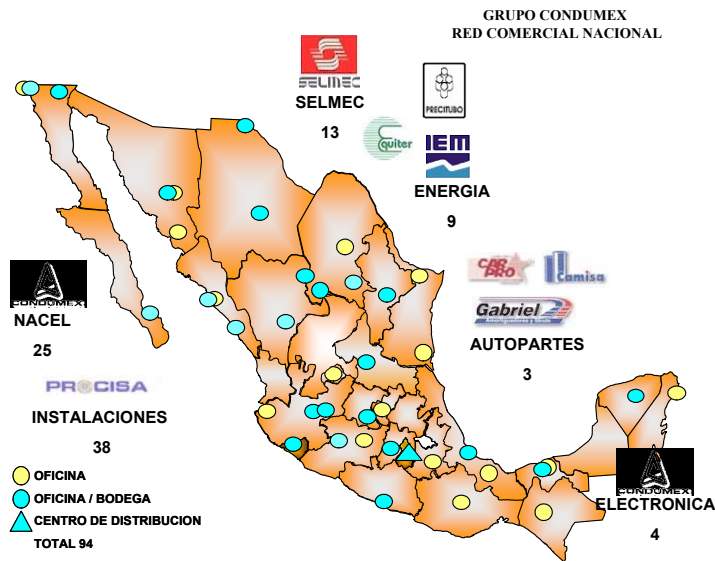 GRUPO CONDUMEX
RED COMERCIAL NACIONAL
SELMEC
SELMEC
13
PRECITUBO
Equiter
IEM
ENERGIA
9
CAR PRO
Camisa
Gabriel
AUTOPARTES
3
CONDUMEX
NACEL
25
PROCISA
INSTALACIONES
38
OFICINA
OFICINA / BODEGA
CENTRO DE DISTRIBUCION
TOTAL 94
CONDUMEX
ELECTRONICA
4